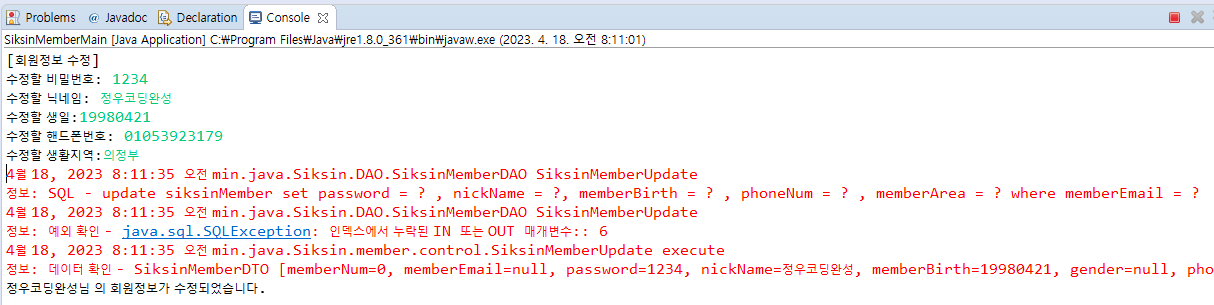 Problems @ Javadoc Declaration Console
SiksinMemberMain [Java Application] C:₩Program Files₩Java₩jre1.8.0_361₩bin₩javaw.exe (2023. 4. 18. 오전 8:11:01)
[회원정보 수정]
수정할 비밀번호: 1234
수정할 닉네임: 정우코딩완성
수정할 생일:19980421
수정할 핸드폰번호: 01053923179
수정할 생활지역:의정부
4월 18, 2023 8:11:35 오전 min.java.Siksin.DAO.SiksinMemberDAO SiksinMemberUpdate
정보: SQL - update siksinMember set password = ? , nickName = ?, memberBirth = ? , phoneNum = ? , memberArea = ? where memberEmail = ?
4월 18, 2023 8:11:35 오전 min.java.Siksin.DAO.SiksinMemberDAO SiksinMemberUpdate
정보: 예외 확인 - java.sql.SQLException: 인덱스에서 누락된 IN 또는 OUT 매개변수:: 6
4월 18, 2023 8:11:35 오전 min.java.Siksin.member.control.SiksinMemberUpdate execute
정보: 데이터 확인 - SiksinMemberDTO [memberNum=0, memberEmail=null, password=1234, nickName=정우코딩완성, memberBirth=19980421, gender=null, pho
정우코딩완성님 의 회원정보가 수정되었습니다.